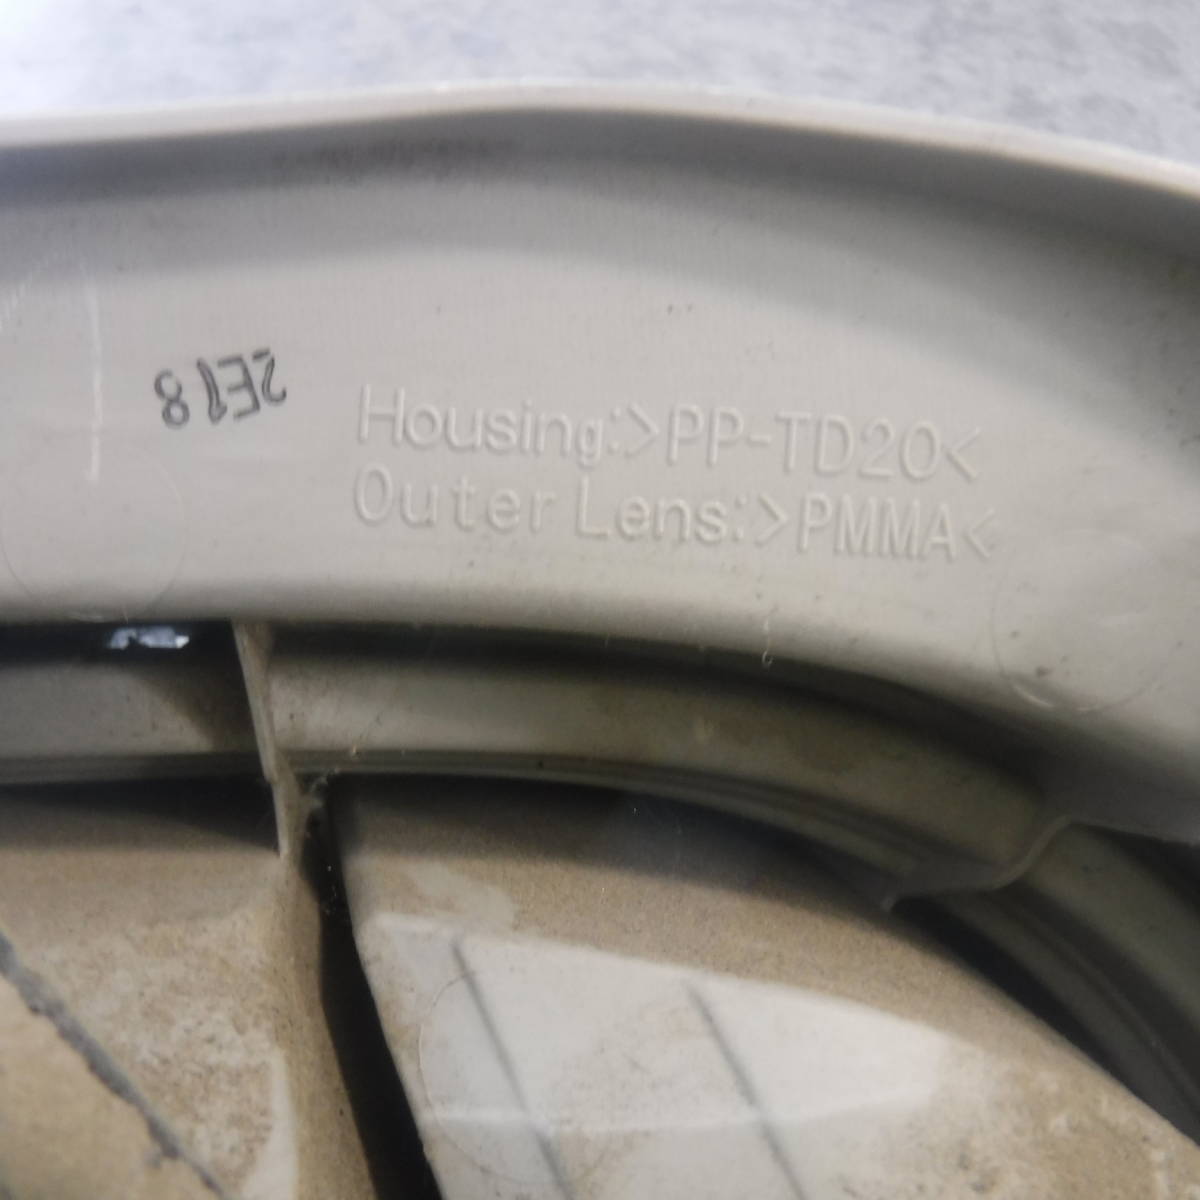 2E18
Housing:>PP-TD20<
Outer Lens:>PMMA<